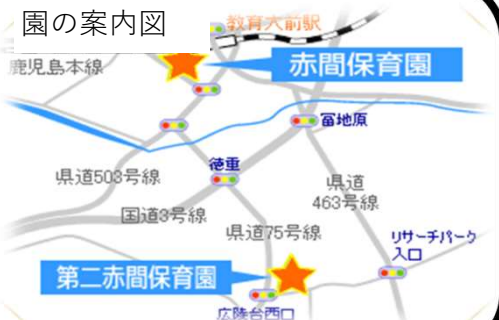 園の案内図
教育大前駅
鹿児島本線
赤間保育園
冨地原
徳重
県道503号線
県道
463号線
国道3号線
県道75号線
リサーチパーク
入口
第二赤間保育園
広陵台西口